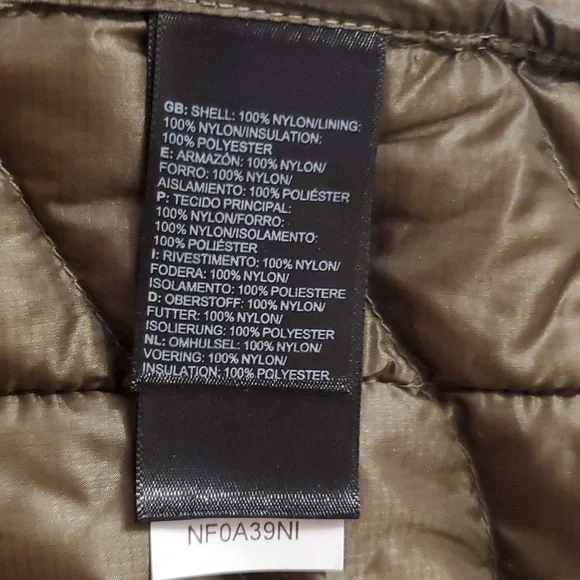 GB: SHELL: 100% NYLON/LINING:
100% NYLON/INSULATION:
100% POLYESTER
E: ARMAZÓN: 100% NYLON/
FORRO: 100% NYLON/
AISLAMIENTO: 100% POLIÉSTER
P: TECIDO PRINCIPAL:
100% NYLON/FORRO:
100% NYLON/ISOLAMENTO:
100% POLIÉSTER
I: RIVESTIMENTO: 100% NYLON/
FODERA: 100% NYLON/
ISOLAMENTO: 100% POLIESTERE
D: OBERSTOFF: 100% NYLON/
FUTTER: 100% NYLON/
ISOLIERUNG: 100% POLYESTER
NL: OMHULSEL: 100% NYLON/
VOERING: 100% NYLON/
INSULATION: 100% POLYESTER
NF0A39NI